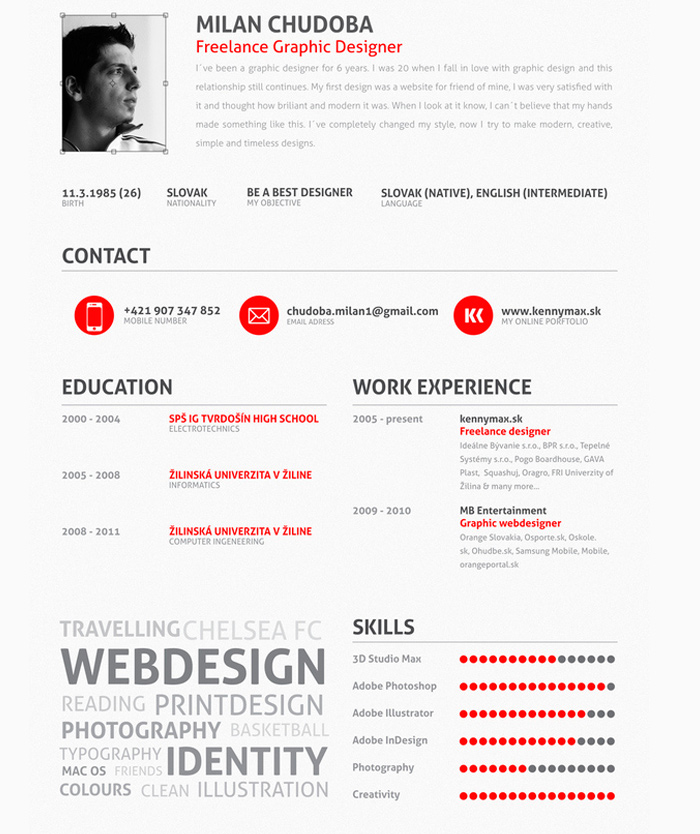 MILAN CHUDOBA
Freelance Graphic Designer
I´ve been a graphic designer for 6 years. I was 20 when I fall in love with graphic design and this
relationship still continues. My first design was a website for friend of mine, I was very satisfied with
it and thought how briliant and modern it was. When I look at it know, I can´t believe that my hands
made something like this. I´ve completely changed my style, now I try to make modern, creative,
simple and timeless designs.
11.3.1985 (26)
BIRTH
SLOVAK
NATIONALITY
BE A BEST DESIGNER
MY OBJECTIVE
SLOVAK (NATIVE), ENGLISH (INTERMEDIATE)
LANGUAGE
CONTACT
+421 907 347 852
MOBILE NUMBER
chudoba.milan1@gmail.com
EMAIL ADRESS
www.kennymax.sk
MY ONLINE PORFTOLIO
EDUCATION
2000 - 2004
SPŠ IG TVRDOŠÍN HIGH SCHOOL
ELECTROTECHNICS
2005 - 2008
ŽILINSKÁ UNIVERZITA V ŽILINE
INFORMATICS
2008 - 2011
ŽILINSKÁ UNIVERZITA V ŽILINE
COMPUTER INGENEERING
WORK EXPERIENCE
2005 - present
kennymax.sk
Freelance designer
Ideálne Bývanie s.r.o., BPR s.r.o., Tepelné
Systémy s.r.o., Pogo Boardhouse, GAVA
Plast, Squashuj, Oragro, FRI Univerzity of
Žilina & many more...
2009 - 2010
MB Entertainment
Graphic webdesigner
Orange Slovakia, Osporte.sk, Oskole.
sk, Ohudbe.sk, Samsung Mobile, Mobile,
orangeportal.sk
TRAVELLING CHELSEA FC
WEBDESIGN
READING PRINTDESIGN
PHOTOGRAPHY BASKETBALL
TYPOGRAPHY IDENTITY
MAC OS FRIENDS
COLOURS CLEAN ILLUSTRATION
SKILLS
3D Studio Max
Adobe Photoshop
Adobe Illustrator
Adobe InDesign
Photography
Creativity